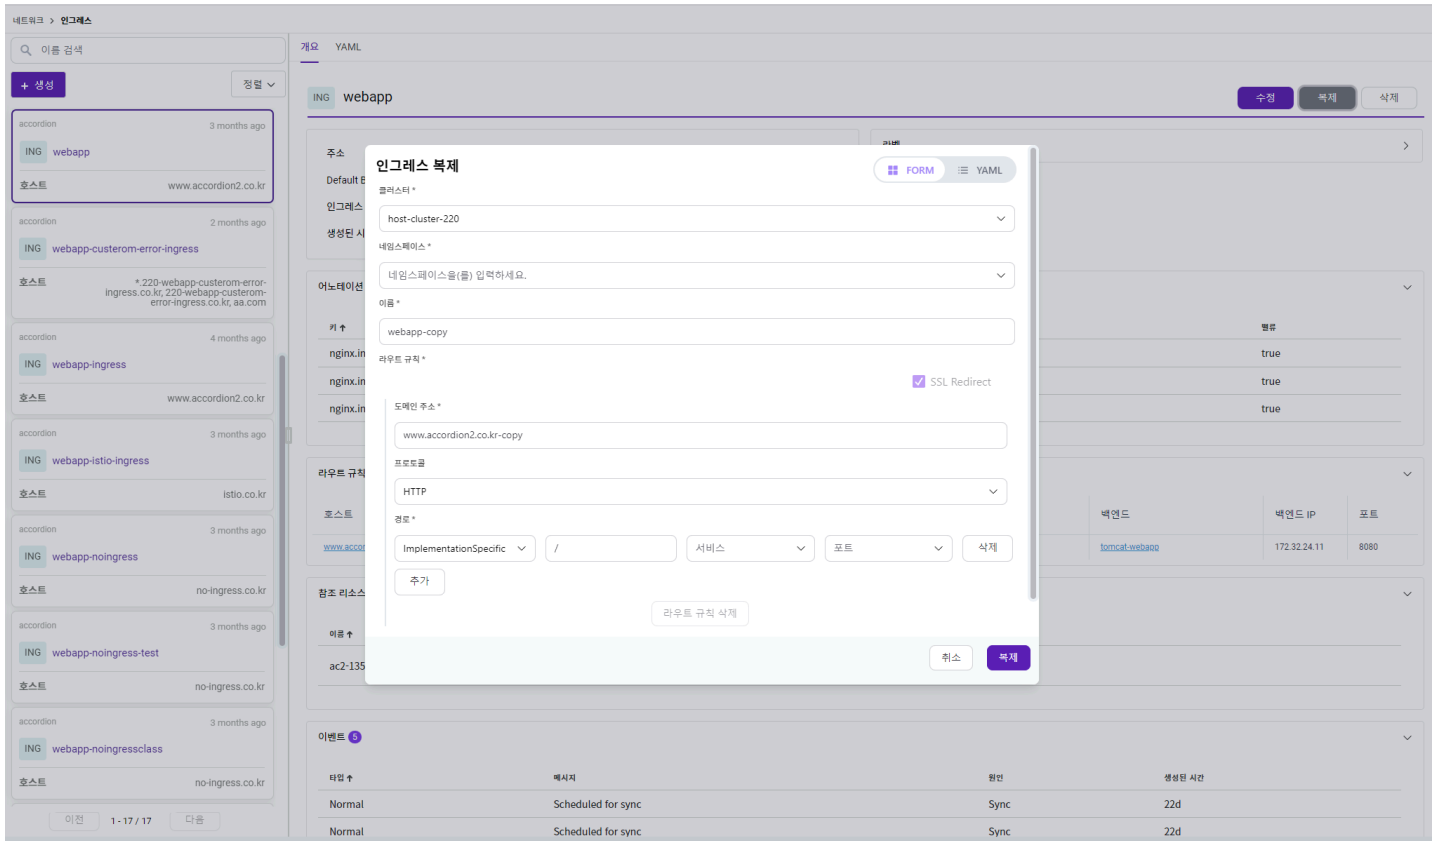 네트워크 > 인그레스
이름 검색
+ 생성
정렬
accordion 3 months ago
ING webapp
호스트 www.accordion2.co.kr
accordion 2 months ago
ING webapp-custerom-error-ingress
호스트 *.220-webapp-custerom-error-
ingress.co.kr, 220-webapp-custerom-
error-ingress.co.kr, aa.com
accordion 4 months ago
ING webapp-ingress
호스트 www.accordion2.co.kr
accordion 3 months ago
ING webapp-istio-ingress
호스트 istio.co.kr
accordion 3 months ago
ING webapp-noingress
호스트 no-ingress.co.kr
accordion 3 months ago
ING webapp-noingress-test
호스트 no-ingress.co.kr
accordion 3 months ago
ING webapp-noingressclass
호스트 no-ingress.co.kr
이전 1 - 17 / 17 다음
개요 YAML
ING webapp
수정 복제 삭제
주소
Default B
인그레스
생성된 시
라벨
어노테이션
키 ↑ 밸류
nginx.in true
nginx.in true
nginx.in true
라우트 규칙
호스트 백엔드 백엔드 IP 포트
www.accor tomcat-webapp 172.32.24.11 8080
참조 리소스
이름 ↑
ac2-135
이벤트 5
타입 ↑ 메시지 원인 생성된 시간
Normal Scheduled for sync Sync 22d
Normal Scheduled for sync Sync 22d
인그레스 복제
FORM YAML
클러스터 *
host-cluster-220
네임스페이스 *
네임스페이스을(를) 입력하세요.
이름 *
webapp-copy
라우트 규칙 *
SSL Redirect
도메인 주소 *
www.accordion2.co.kr-copy
프로토콜
HTTP
경로 *
ImplementationSpecific / 서비스 포트 삭제
추가
라우트 규칙 삭제
취소 복제